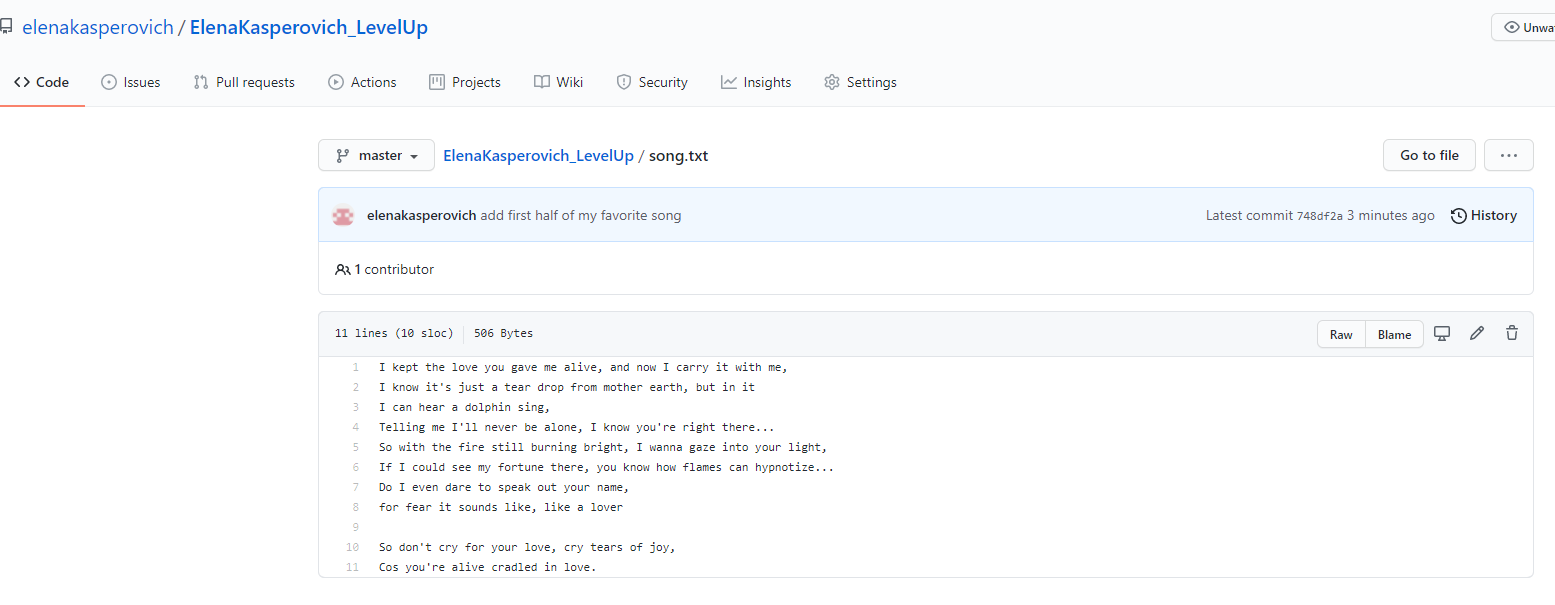 elenakasperovich / ElenaKasperovich_LevelUp
Unwa
Code Issues Pull requests Actions Projects Wiki Security Insights Settings
master ElenaKasperovich_LevelUp / song.txt Go to file ...
elenakasperovich add first half of my favorite song Latest commit 748df2a 3 minutes ago History
1 contributor
11 lines (10 sloc) 506 Bytes Raw Blame
1 I kept the love you gave me alive, and now I carry it with me,
2 I know it's just a tear drop from mother earth, but in it
3 I can hear a dolphin sing,
4 Telling me I'll never be alone, I know you're right there...
5 So with the fire still burning bright, I wanna gaze into your light,
6 If I could see my fortune there, you know how flames can hypnotize...
7 Do I even dare to speak out your name,
8 for fear it sounds like, like a lover
9
10 So don't cry for your love, cry tears of joy,
11 Cos you're alive cradled in love.